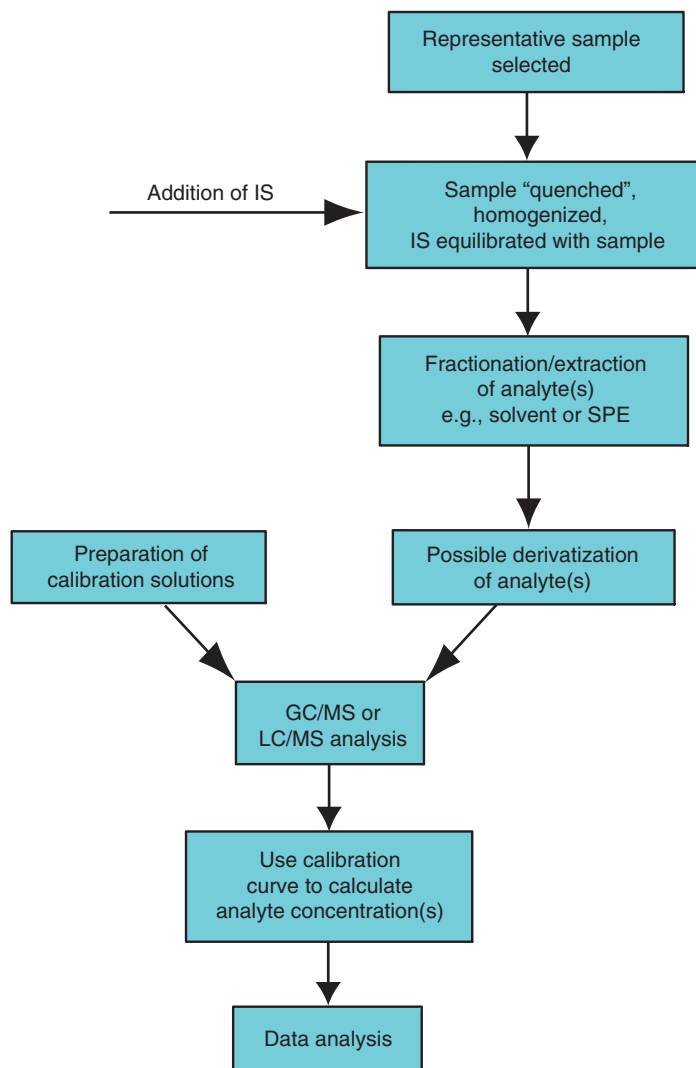 Representative sample
selected
Addition of IS
Sample “quenched”,
homogenized,
IS equilibrated with sample
Fractionation/extraction
of analyte(s)
e.g., solvent or SPE
Preparation of
calibration solutions
Possible derivatization
of analyte(s)
GC/MS or
LC/MS analysis
Use calibration
curve to calculate
analyte concentration(s)
Data analysis